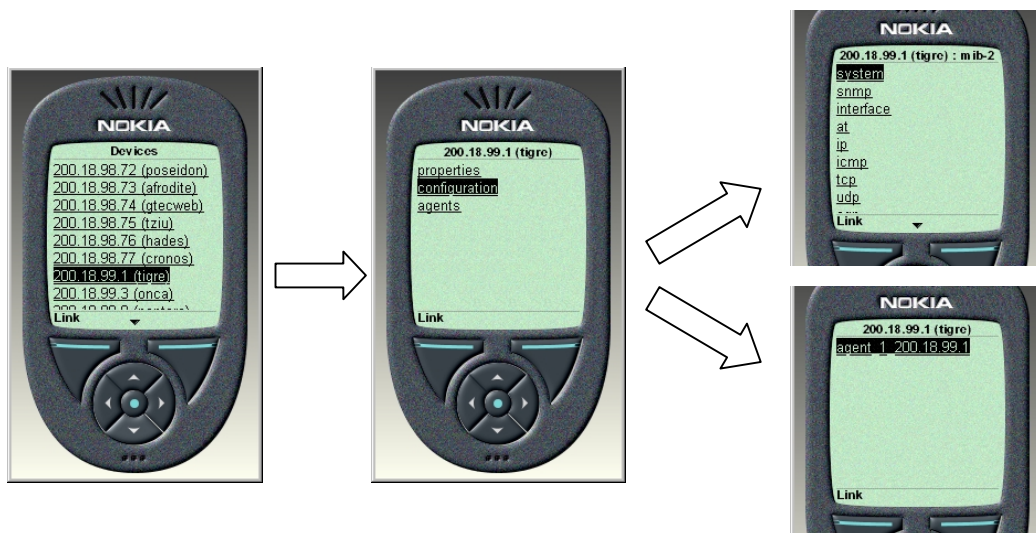 NOKIA
Devices
200.18.98.72 (poseidon)
200.18.98.73 (afrodite)
200.18.98.74 (gtecweb)
200.18.98.75 (tziu)
200.18.98.76 (hades)
200.18.98.77 (cronos)
200.18.99.1 (tigre)
200.18.99.3 (onca)
Link
NOKIA
200.18.99.1 (tigre)
properties
configuration
agents
Link
NOKIA
200.18.99.1 (tigre) : mib-2
system
snmp
interface
at
ip
icmp
tcp
udp
Link
NOKIA
200.18.99.1 (tigre)
agent_1_200.18.99.1
Link